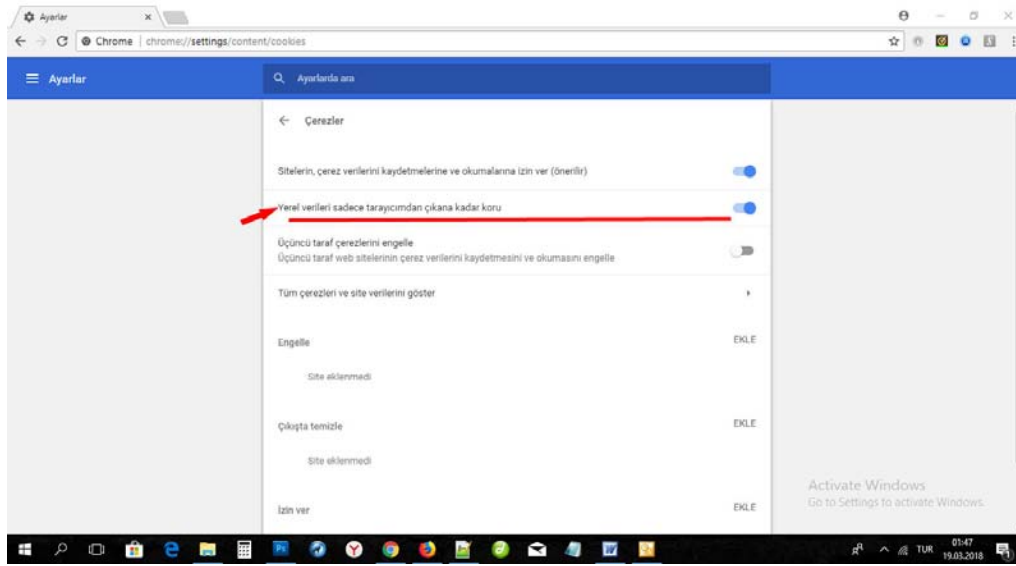 Ayarlar
Chrome | chrome://settings/content/cookies
Ayarlar
Ayarlarda ara
Çerezler
Sitelerin, çerez verilerini kaydetmelerine ve okumalarına izin ver (önerilir)
Yerel verileri sadece tarayıcımdan çıkana kadar koru
Üçüncü taraf çerezlerini engelle
Üçüncü taraf web sitelerinin çerez verilerini kaydetmesini ve okumasını engelle
Tüm çerezleri ve site verilerini göster
Engelle EKLE
Site eklenmedi
Çıkışta temizle EKLE
Site eklenmedi
Activate Windows
Go to Settings to activate Windows.
İzin ver EKLE
Ps
TUR
01:47
19.03.2018